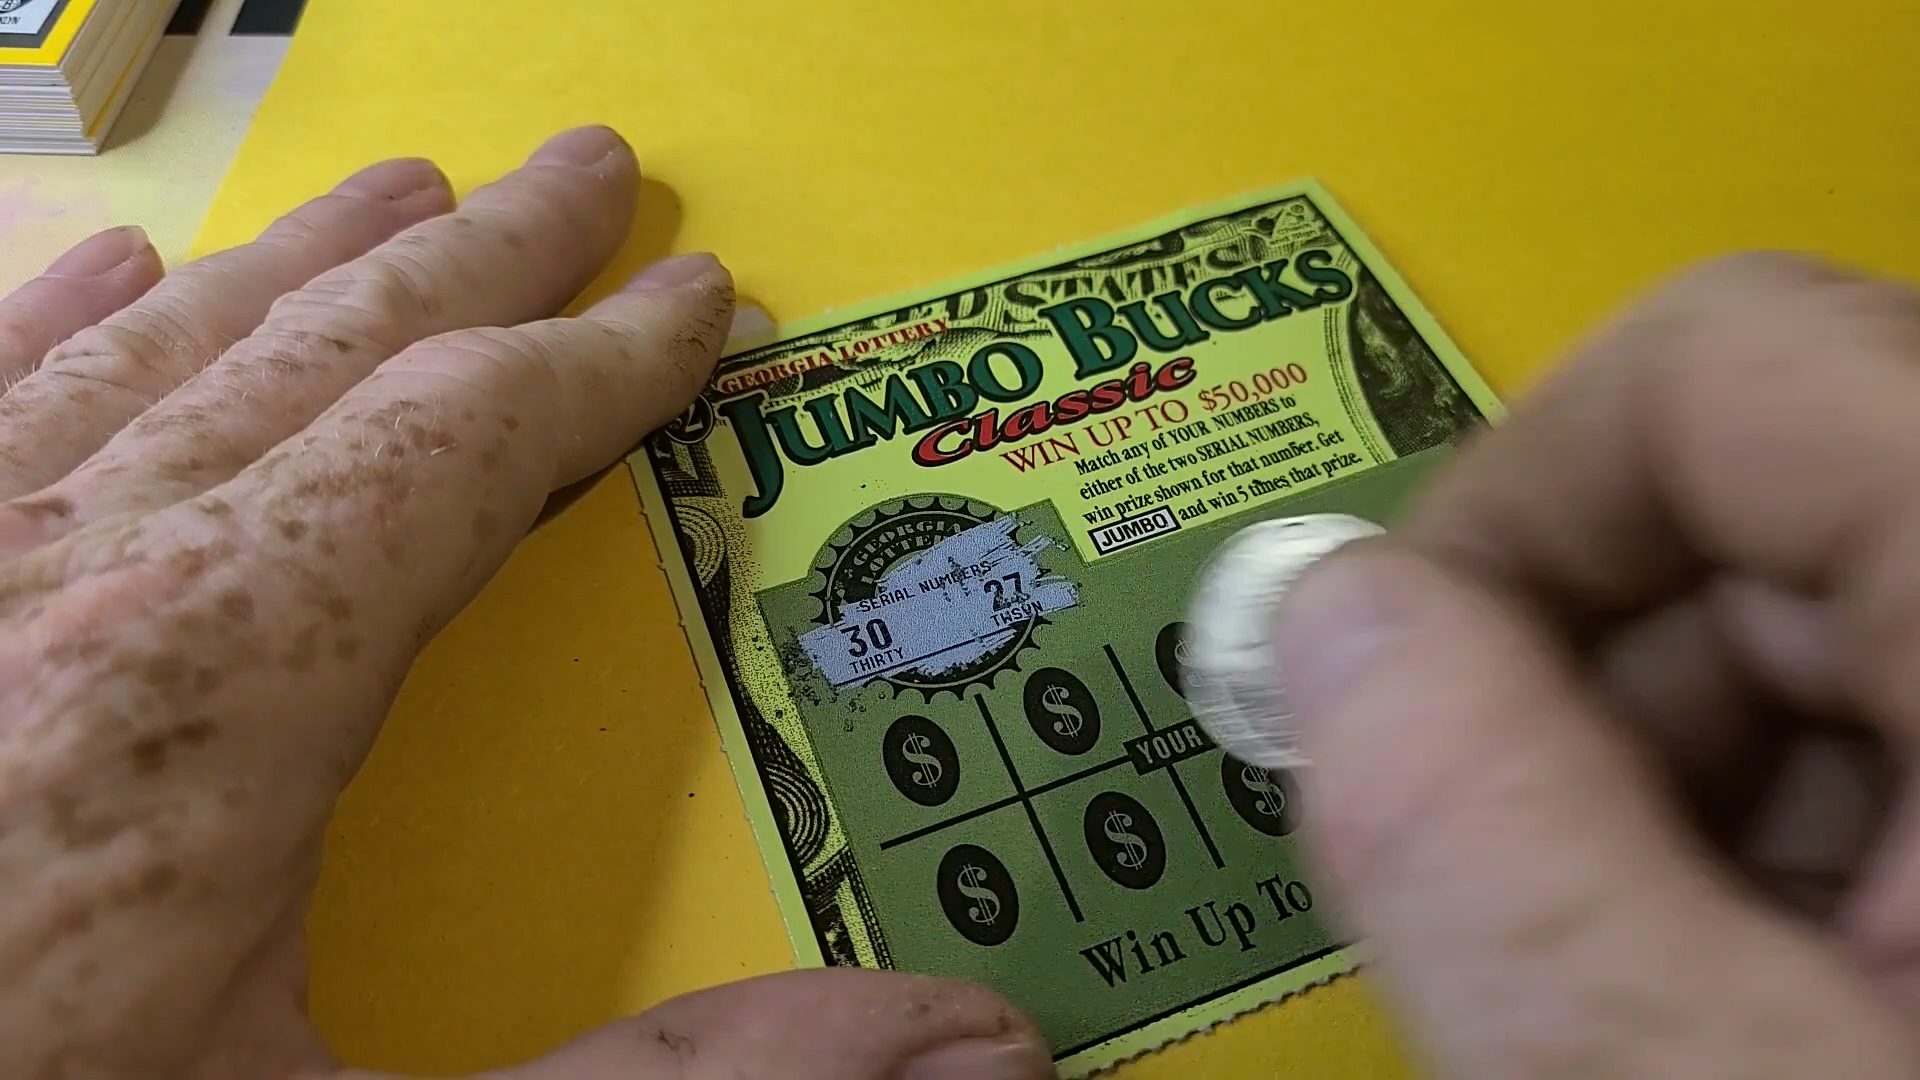 GEORGIA LOTTERY
JUMBO BUCKS
Classic
WIN UP TO $50,000
Match any of YOUR NUMBERS to
either of the two SERIAL NUMBERS,
win prize shown for that number. Get
JUMBO and win 5 times that prize.
$2
GEORGIA
SERIAL NUMBERS
30 27
THIRTY TWSVN
$ $
YOUR
$ $ $
Win Up To